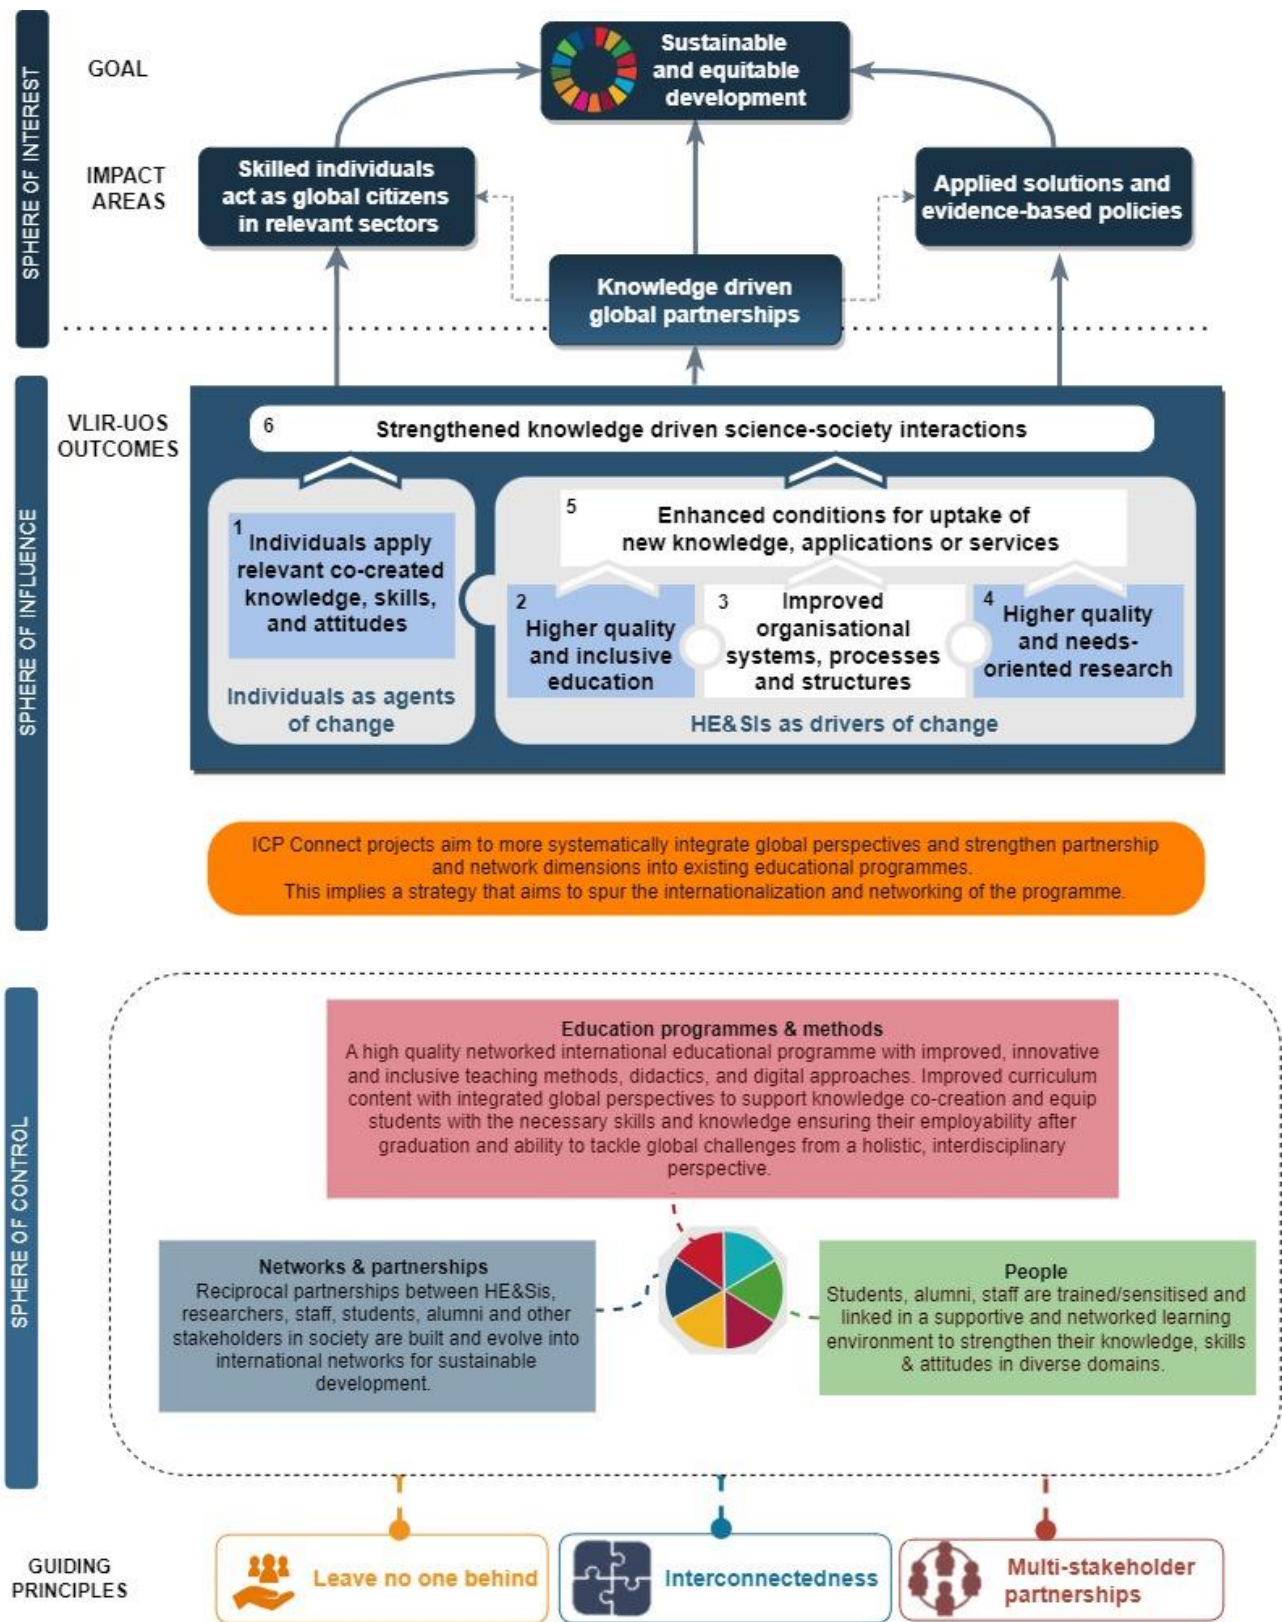 SPHERE OF INTEREST
GOAL
Sustainable
and equitable
development
IMPACT
AREAS
Skilled individuals
act as global citizens
in relevant sectors
Applied solutions and
evidence-based policies
Knowledge driven
global partnerships
SPHERE OF INFLUENCE
VLIR-UOS
OUTCOMES
6
Strengthened knowledge driven science-society interactions
1
Individuals apply
relevant co-created
knowledge, skills,
and attitudes
Individuals as agents
of change
5
Enhanced conditions for uptake of
new knowledge, applications or services
2
Higher quality
and inclusive
education
3
Improved
organisational
systems, processes
and structures
4
Higher quality
and needs-
oriented research
HE&SIs as drivers of change
ICP Connect projects aim to more systematically integrate global perspectives and strengthen partnership
and network dimensions into existing educational programmes.
This implies a strategy that aims to spur the internationalization and networking of the programme.
SPHERE OF CONTROL
Education programmes & methods
A high quality networked international educational programme with improved, innovative
and inclusive teaching methods, didactics, and digital approaches. Improved curriculum
content with integrated global perspectives to support knowledge co-creation and equip
students with the necessary skills and knowledge ensuring their employability after
graduation and ability to tackle global challenges from a holistic, interdisciplinary
perspective.
Networks & partnerships
Reciprocal partnerships between HE&Sis,
researchers, staff, students, alumni and other
stakeholders in society are built and evolve into
international networks for sustainable
development.
People
Students, alumni, staff are trained/sensitised and
linked in a supportive and networked learning
environment to strengthen their knowledge, skills
& attitudes in diverse domains.
GUIDING
PRINCIPLES
Leave no one behind
Interconnectedness
Multi-stakeholder
partnerships